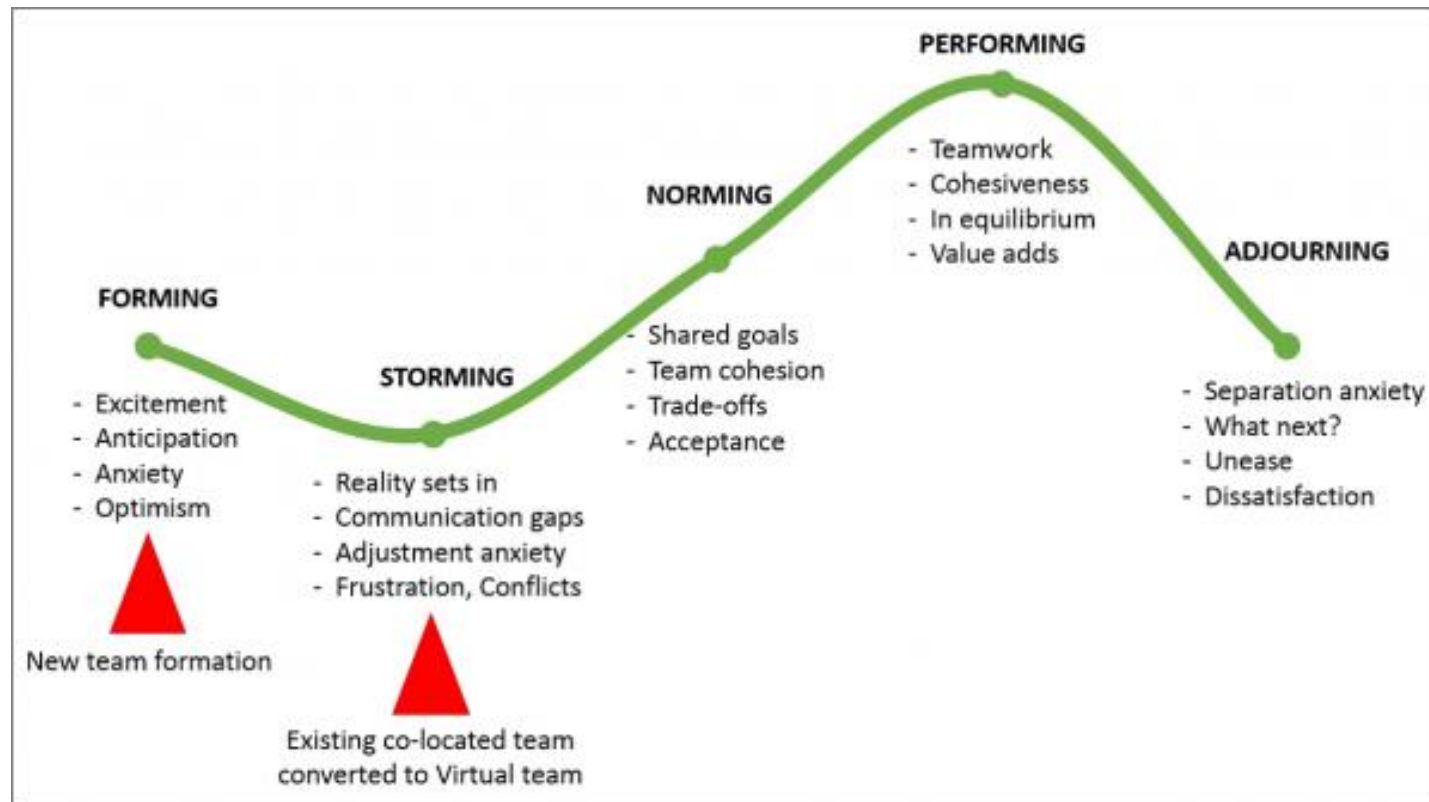 FORMING
- Excitement
- Anticipation
- Anxiety
- Optimism
New team formation
STORMING
- Reality sets in
- Communication gaps
- Adjustment anxiety
- Frustration, Conflicts
Existing co-located team
converted to Virtual team
NORMING
- Shared goals
- Team cohesion
- Trade-offs
- Acceptance
PERFORMING
- Teamwork
- Cohesiveness
- In equilibrium
- Value adds
ADJOURNING
- Separation anxiety
- What next?
- Unease
- Dissatisfaction